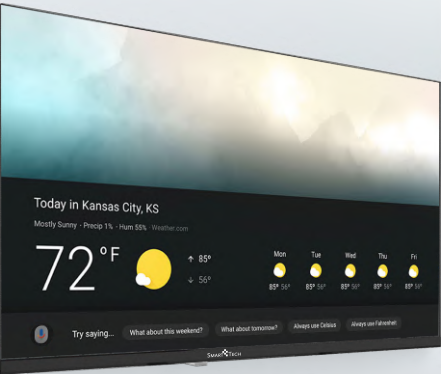 Today in Kansas City, KS
Mostly Sunny · Precip 1% · Hum 55% Weather.com
72°F
↑ 85°
↓ 56°
Mon Tue Wed Thu Fri
85° 56° 85° 56° 85° 56° 85° 56° 85° 56°
Try saying... What about this weekend? What about tomorrow? Always use Celsius Always use Fahrenheit
SMART TECH